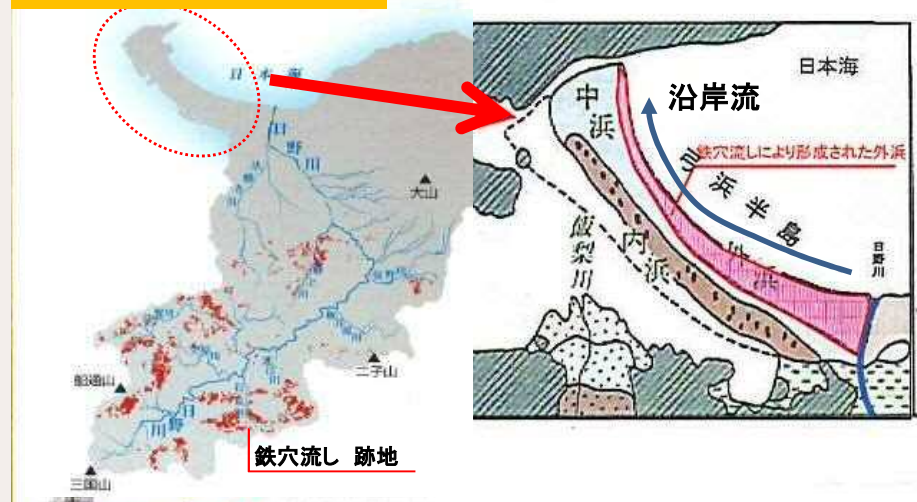 日本海
日野川
大山
船通山
二子山
日野川
鉄穴流し 跡地
三国山
日本海
沿岸流
中浜
鉄穴流しにより形成された外浜
弓浜半島
内浜
外浜
飯梨川
日野川